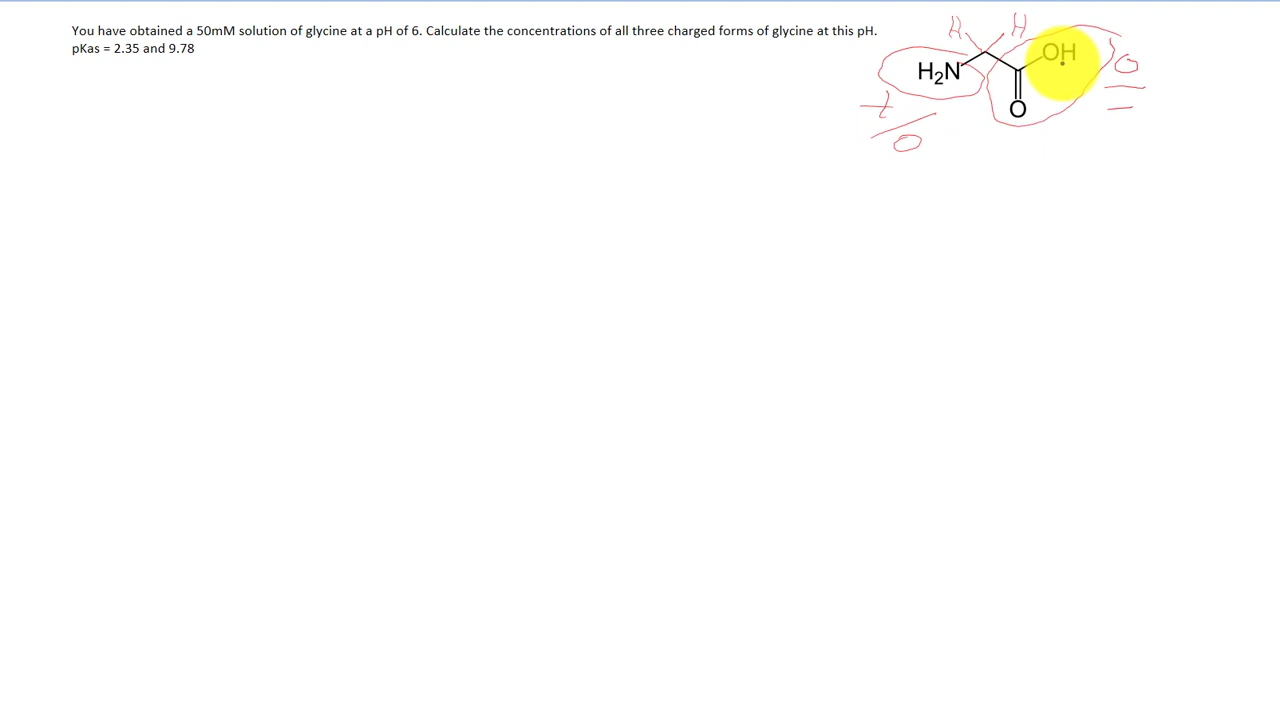 You have obtained a 50mM solution of glycine at a pH of 6. Calculate the concentrations of all three charged forms of glycine at this pH.
pKas = 2.35 and 9.78
H H
OH
H₂N
O
O
–
+
O